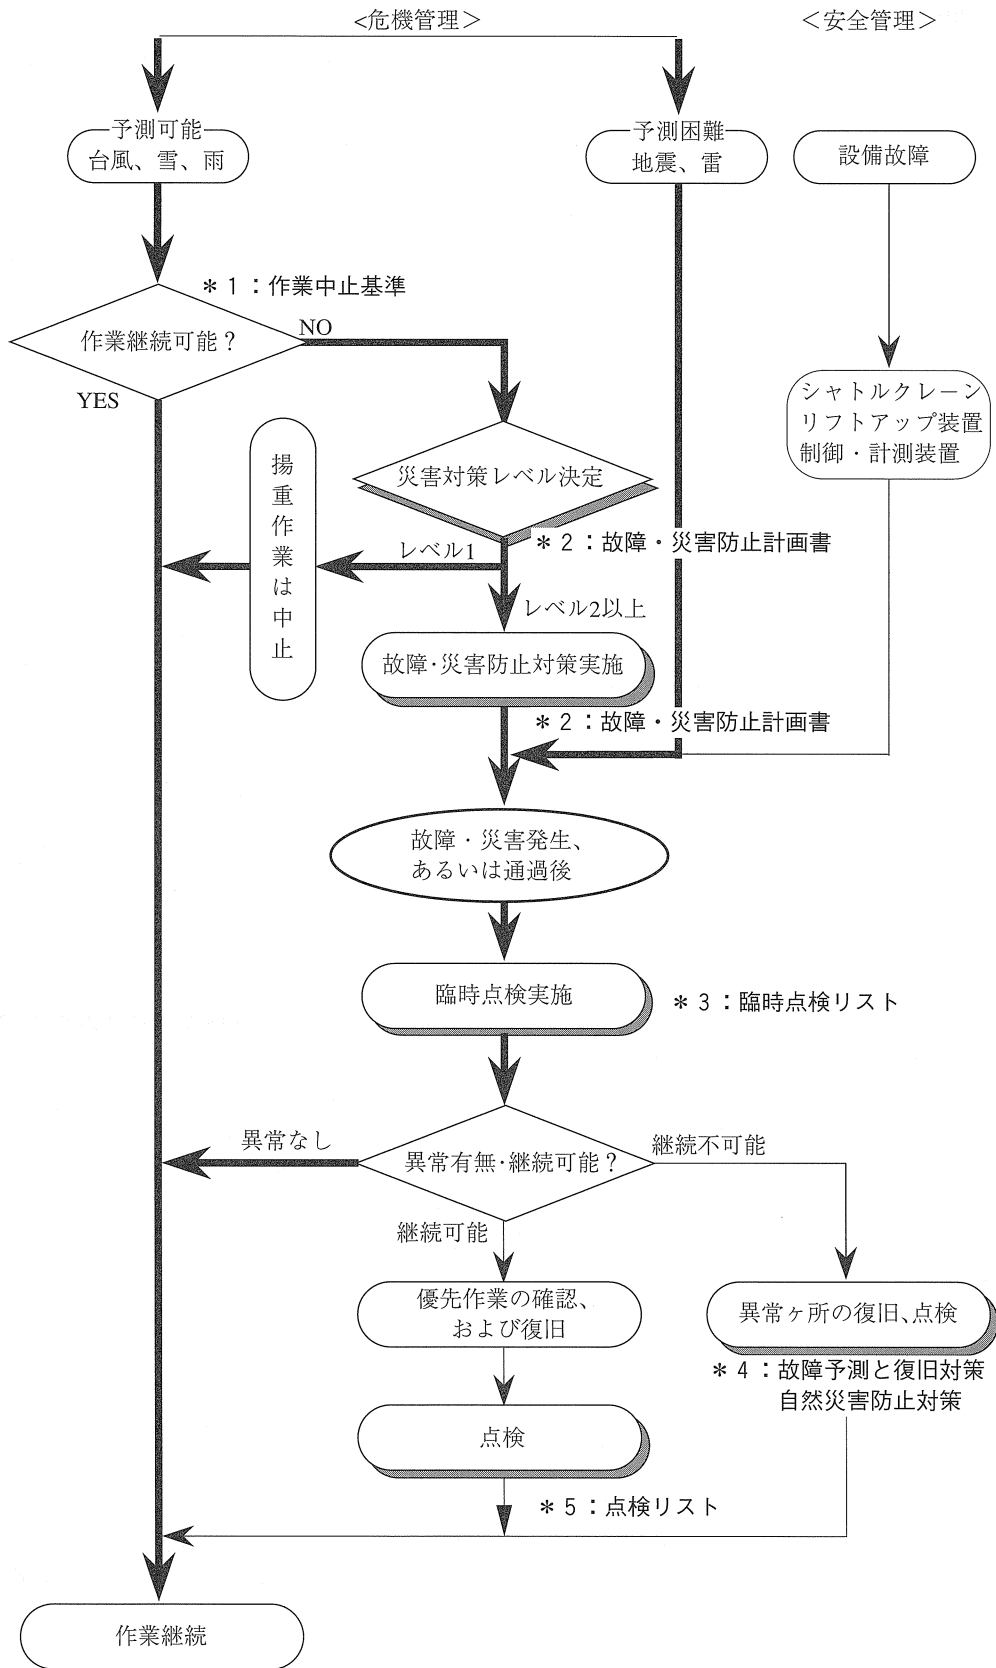 <危機管理>
<安全管理>
予測可能
台風、雪、雨
予測困難
地震、雷
設備故障
＊1：作業中止基準
作業継続可能？
NO
YES
シャトルクレーン
リフトアップ装置
制御・計測装置
災害対策レベル決定
＊2：故障・災害防止計画書
揚重作業は中止
レベル1
レベル2以上
故障・災害防止対策実施
＊2：故障・災害防止計画書
故障・災害発生、
あるいは通過後
臨時点検実施
＊3：臨時点検リスト
異常なし
異常有無・継続可能？
継続不可能
継続可能
優先作業の確認、
および復旧
異常ヶ所の復旧、点検
＊4：故障予測と復旧対策
自然災害防止対策
点検
＊5：点検リスト
作業継続